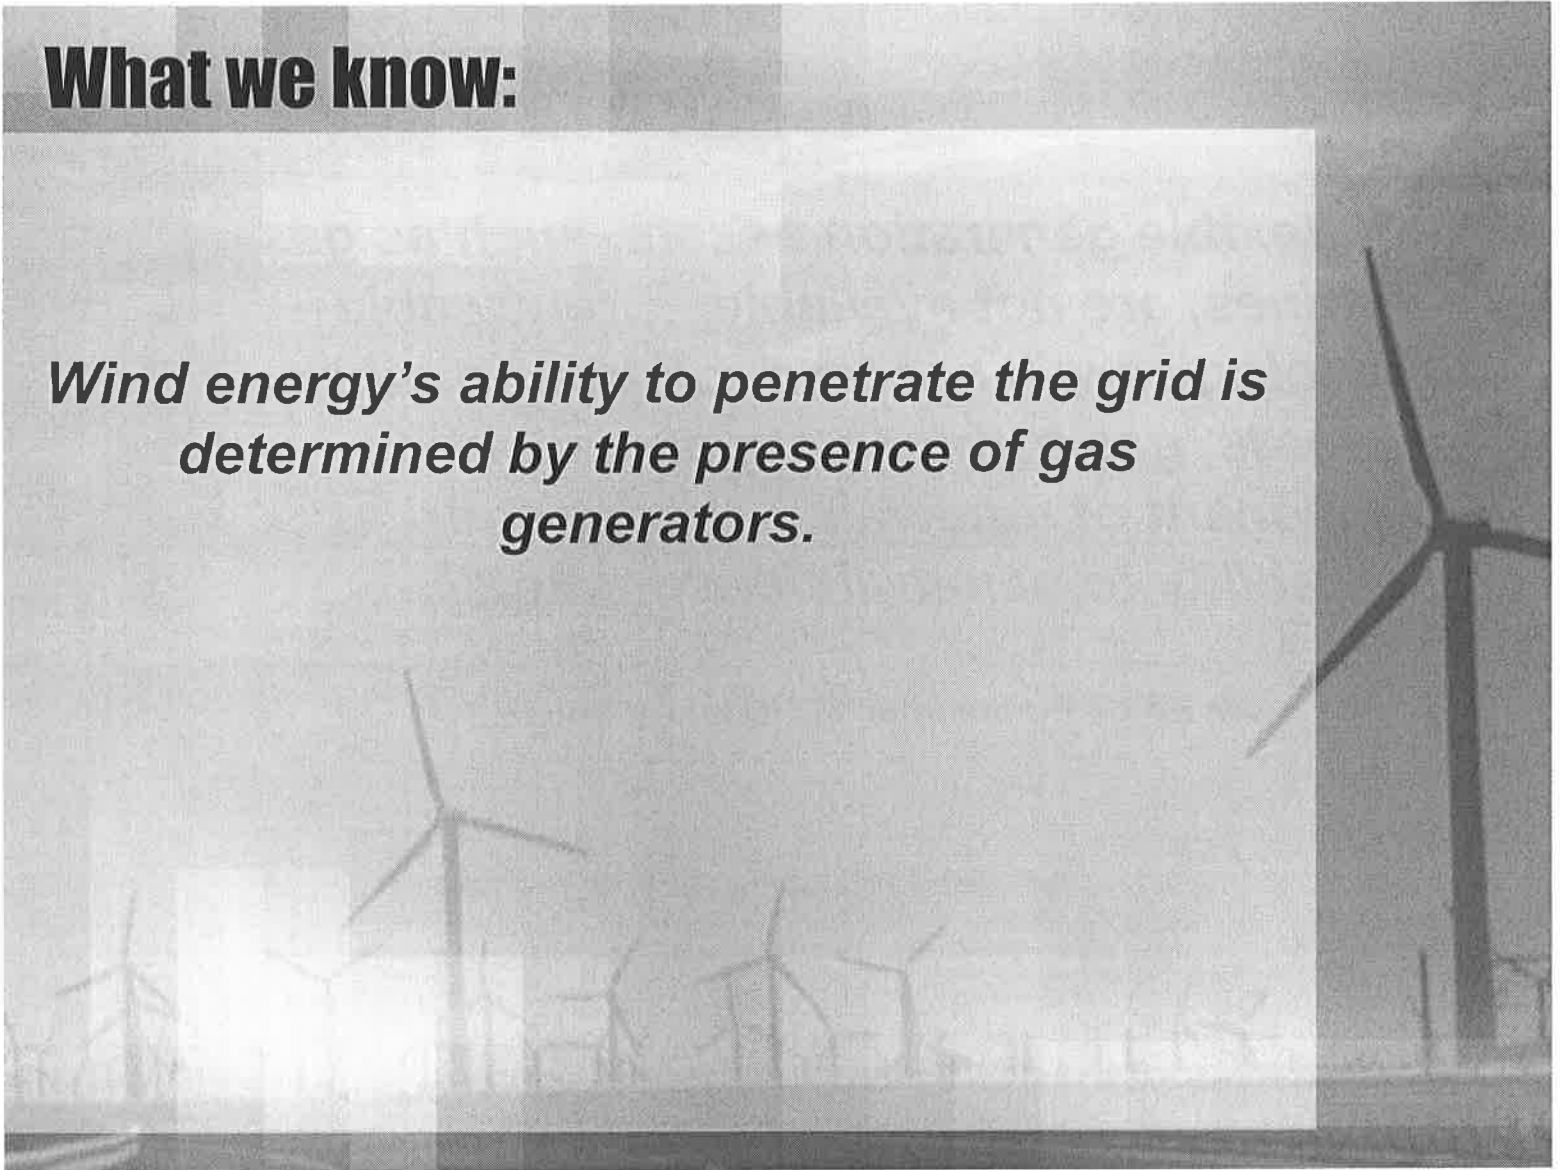 What we know:
Wind energy’s ability to penetrate the grid is
determined by the presence of gas
generators.